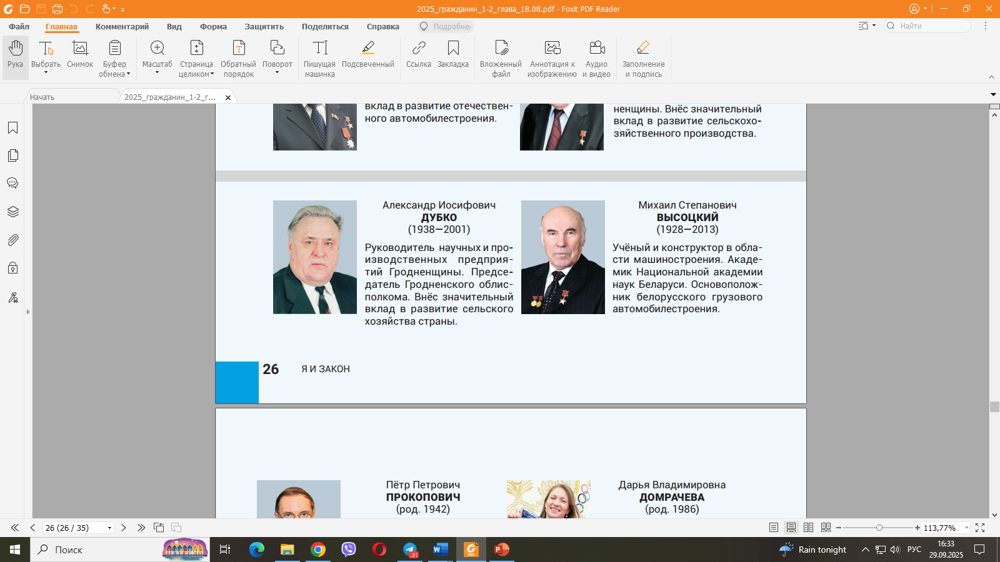 2025_гражданин_1-2_глава_18.08.pdf - Foxit PDF Reader
Файл Главная Комментарий Вид Форма Защитить Поделиться Справка Подробнее Найти
Рука
Выбрать
Снимок
Буфер
обмена
Масштаб
Страница
целиком
Обратный
порядок
Поворот
Пишущая
машинка
Подсвеченный
Ссылка
Закладка
Вложенный
файл
Аннотация к
изображению
Аудио
и видео
Заполнение
и подпись
Начать
2025_гражданин_1-2_г...
вклад в развитие отечествен-
ного автомобилестроения.
ненщины. Внёс значительный
вклад в развитие сельскохо-
зяйственного производства.
Александр Иосифович
ДУБКО
(1938—2001)
Руководитель научных и про-
изводственных предприя-
тий Гродненщины. Предсе-
датель Гродненского облис-
полкома. Внёс значительный
вклад в развитие сельского
хозяйства страны.
Михаил Степанович
ВЫСОЦКИЙ
(1928—2013)
Учёный и конструктор в обла-
сти машиностроения. Акаде-
мик Национальной академии
наук Беларуси. Основополож-
ник белорусского грузового
автомобилестроения.
26 Я И ЗАКОН
Пётр Петрович
ПРОКОПОВИЧ
(род. 1942)
Дарья Владимировна
ДОМРАЧЕВА
(род. 1986)
26 (26 / 35)
113,77%
Поиск
31
Rain tonight
РУС
16:33
29.09.2025